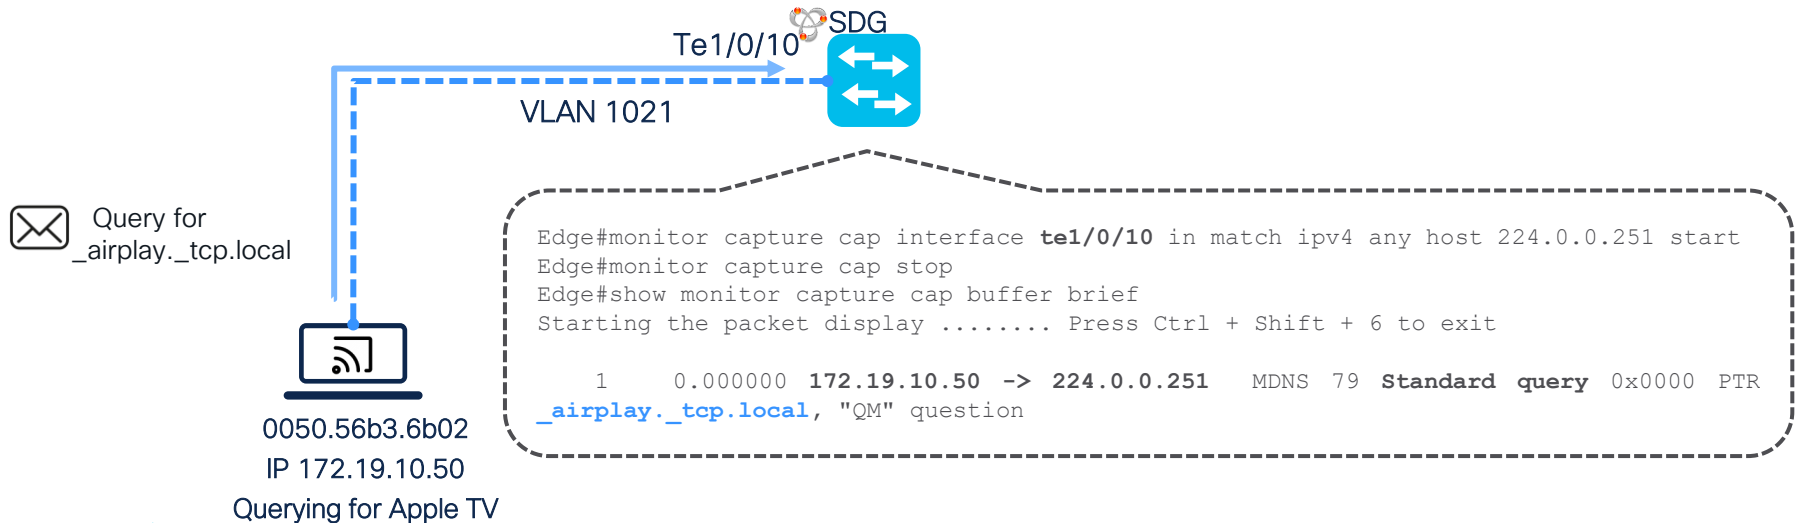 SDG
Te1/0/10
VLAN 1021
Query for
_airplay._tcp.local
Edge#monitor capture cap interface te1/0/10 in match ipv4 any host 224.0.0.251 start
Edge#monitor capture cap stop
Edge#show monitor capture cap buffer brief
Starting the packet display ........ Press Ctrl + Shift + 6 to exit
1 0.000000 172.19.10.50 -> 224.0.0.251 MDNS 79 Standard query 0x0000 PTR
_airplay._tcp.local, "QM" question
0050.56b3.6b02
IP 172.19.10.50
Querying for Apple TV